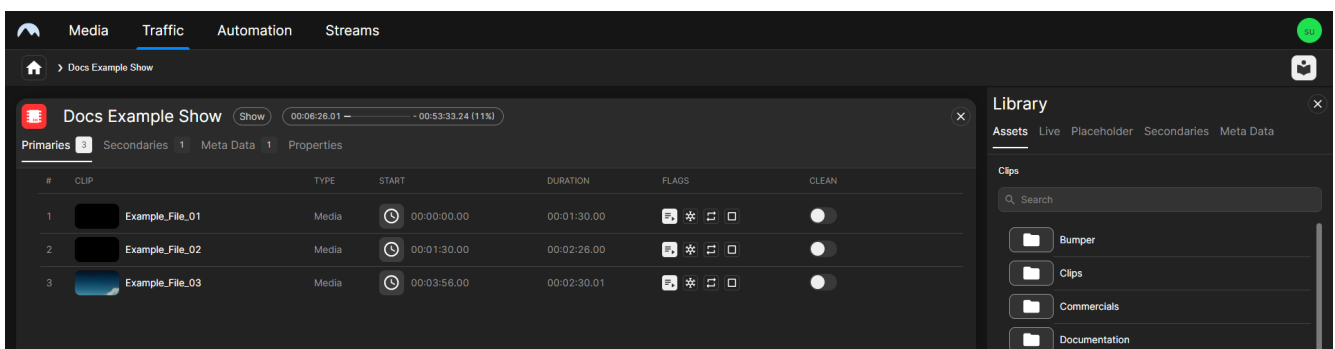 Media Traffic Automation Streams
SU
Docs Example Show
Docs Example Show Show 00:06:26.01 - 00:53:33.24 (11%)
Primaries 3 Secondaries 1 Meta Data 1 Properties
# CLIP TYPE START DURATION FLAGS CLEAN
1 Example_File_01 Media 00:00:00.00 00:01:30.00
2 Example_File_02 Media 00:01:30.00 00:02:26.00
3 Example_File_03 Media 00:03:56.00 00:02:30.01
Library
Assets Live Placeholder Secondaries Meta Data
Clips
Search
Bumper
Clips
Commercials
Documentation